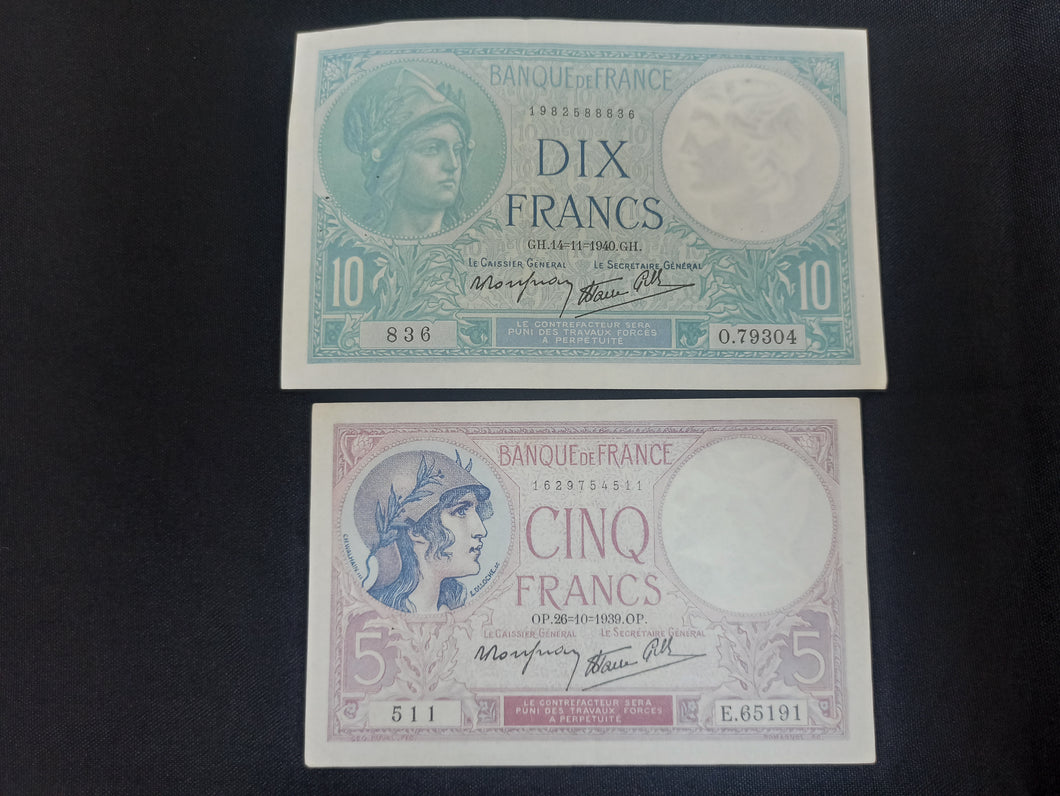 BANQUE DE FRANCE
1982588836
DIX
FRANCS
GH.14=11=1940.GH.
LE CAISSIER GÉNÉRAL LE SECRÉTAIRE GÉNÉRAL
10 10
836 LE CONTREFACTEUR SERA O.79304
PUNI DES TRAVAUX FORCÉS
A PERPÉTUITÉ
BANQUE DE FRANCE
1629754511
CINQ
FRANCS
OP.26=10=1939.OP.
LE CAISSIER GÉNÉRAL LE SECRÉTAIRE GÉNÉRAL
5 5
511 LE CONTREFACTEUR SERA E.65191
PUNI DES TRAVAUX FORCÉS
A PERPÉTUITÉ